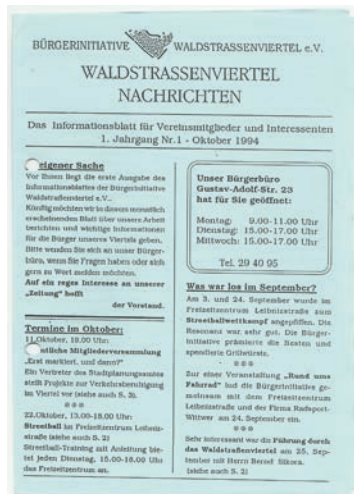 BÜRGERINITIATIVE WALDSTRASSENVIERTEL e.V.
WALDSTRASSENVIERTEL
NACHRICHTEN
Das Informationsblatt für Vereinsmitglieder und Interessenten
1. Jahrgang Nr.1 - Oktober 1994
eigener Sache
Vor Ihnen liegt die erste Ausgabe des
Informationsblattes der Bürgerinitiative
Waldstraßenviertel e.V..
Künftig möchten wir in diesem monatlich
erscheinenden Blatt über unsere Arbeit
berichten und wichtige Informationen
für die Bürger unseres Viertels geben.
Bitte wenden Sie sich an unser Bürger-
büro, wenn Sie Fragen haben oder sich
gern zu Wort melden möchten.
Auf ein reges Interesse an unserer
„Zeitung" hofft
der Vorstand.
Termine im Oktober:
11.Oktober, 18.00 Uhr:
ntliche Mitgliederversammlung
„Erst markiert, und dann?"
Ein Vertreter des Stadtplanungsamtes
stellt Projekte zur Verkehrsberuhigung
im Viertel vor (siehe auch S. 3).
***
22.Oktober, 13.00-18.00 Uhr:
Streetball im Freizeitzentrum Leibniz-
straße (siehe auch S. 2)
Streetball-Training mit Anleitung bie-
tet jeden Dienstag, 15.00-18.00 Uhr
das Freizeitzentrum an.
Unser Bürgerbüro
Gustav-Adolf-Str. 23
hat für Sie geöffnet:
Montag: 9.00-11.00 Uhr
Dienstag: 15.00-17.00 Uhr
Mittwoch: 15.00-17.00 Uhr
Tel. 29 40 95
Was war los im September?
Am 3. und 24. September wurde im
Freizeitzentrum Leibnizstraße zum
Streetballwettkampf angepfiffen. Die
Resonanz war sehr gut. Die Bürger-
initiative prämierte die Besten und
spendierte Grillwürste.
***
Zur einer Veranstaltung „Rund ums
Fahrrad" lud die Bürgerinitiative ge-
meinsam mit dem Freizeitzentrum
Leibnizstraße und der Firma Radsport-
Wittwer am 24. September ein.
***
Sehr interessant war die Führung durch
das Waldstraßenviertel am 25. Sep-
tember mit Herrn Bernd Sikora.
(siehe auch S. 2)